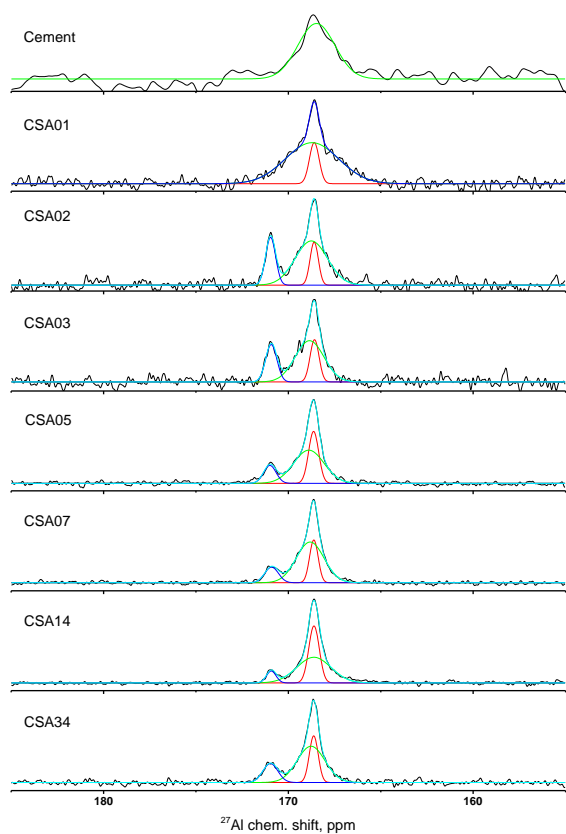 Cement
CSA01
CSA02
CSA03
CSA05
CSA07
CSA14
CSA34
180 170 160
²⁷Al chem. shift, ppm